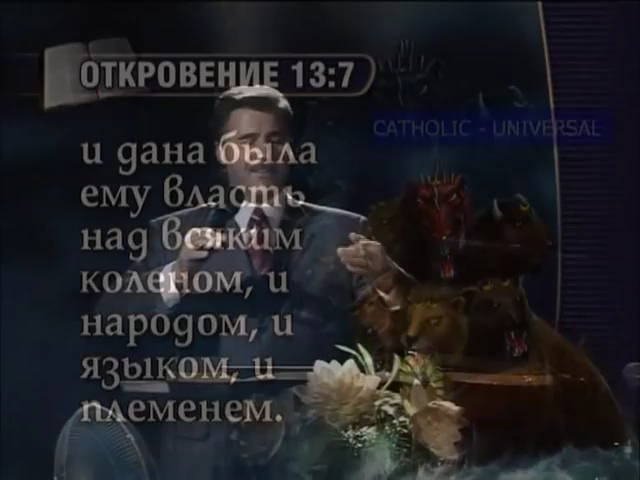 ОТКРОВЕНИЕ 13:7
CATHOLIC - UNIVERSAL
и дана была
ему власть
над всяким
коленом, и
народом, и
языком, и
племенем.